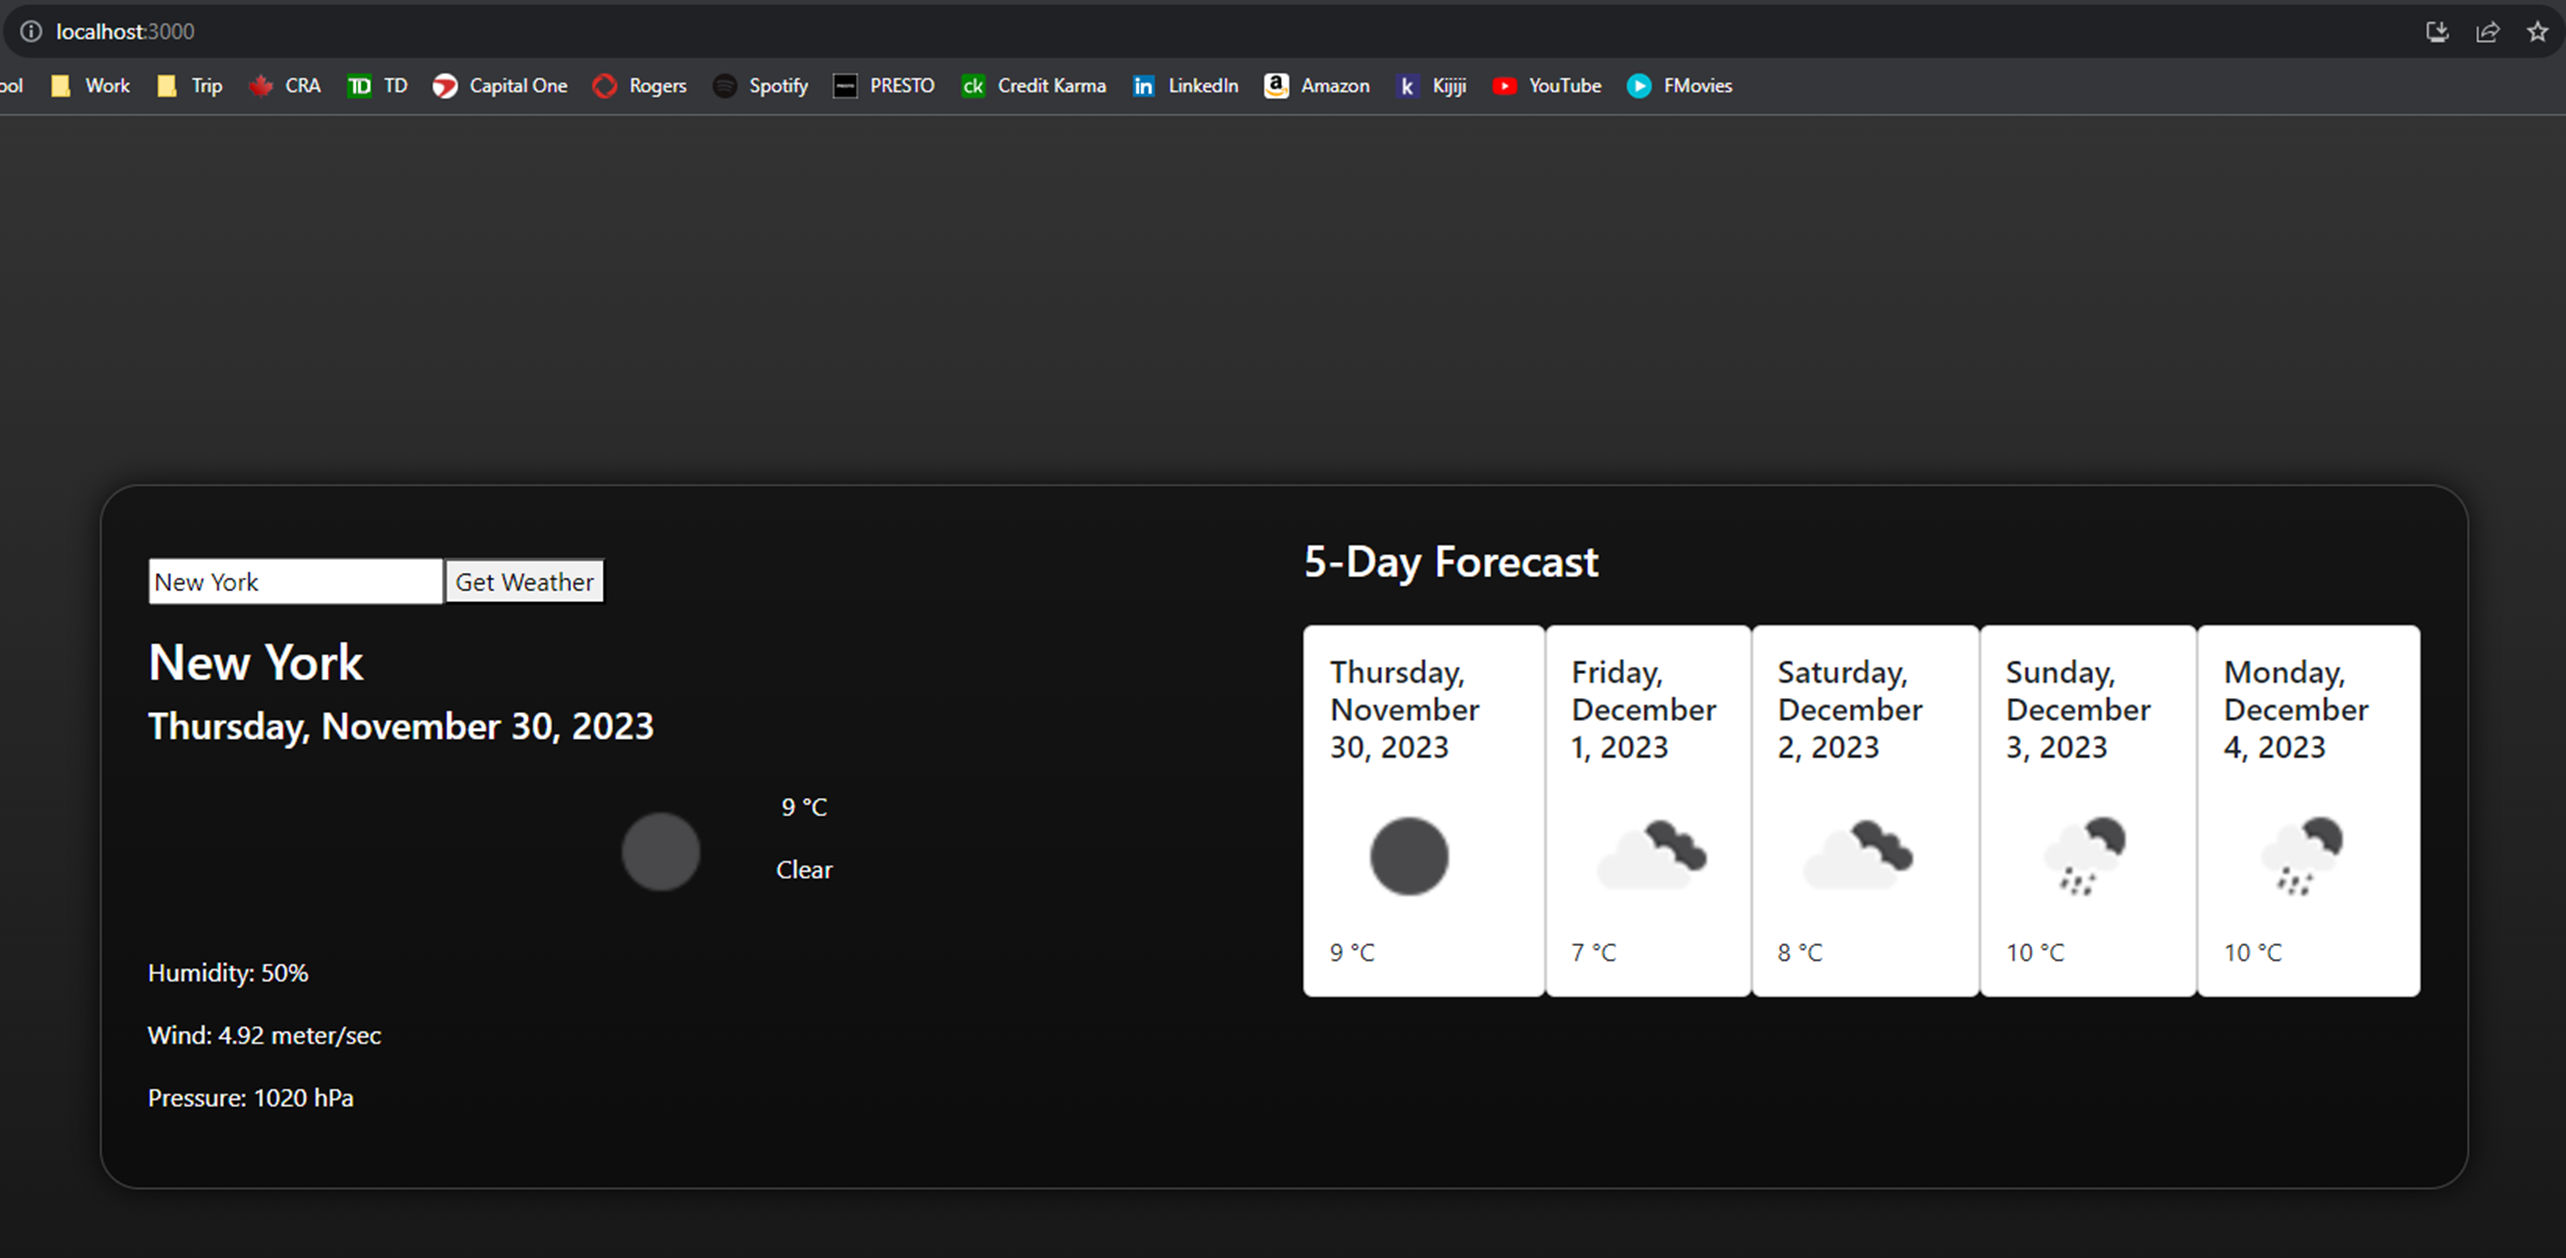 localhost:3000
ool Work Trip CRA TD TD Capital One Rogers Spotify PRESTO ck Credit Karma in LinkedIn a Amazon k Kijiji YouTube FMovies
New York Get Weather
New York
Thursday, November 30, 2023
9 °C
Clear
Humidity: 50%
Wind: 4.92 meter/sec
Pressure: 1020 hPa
5-Day Forecast
Thursday,
November
30, 2023
9 °C
Friday,
December
1, 2023
7 °C
Saturday,
December
2, 2023
8 °C
Sunday,
December
3, 2023
10 °C
Monday,
December
4, 2023
10 °C